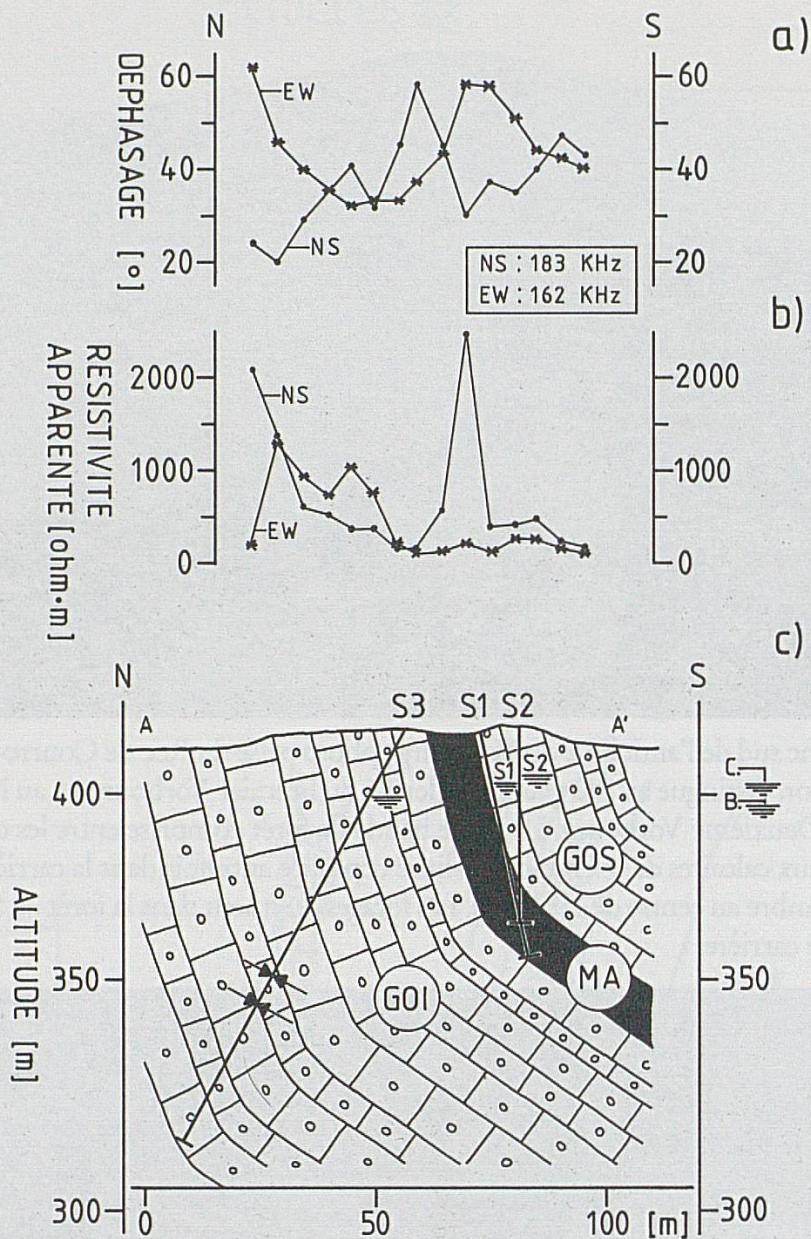 N S a)
DEPHASAGE [°]
60 60
EW
40 40
NS
20 20
NS : 183 KHz
EW : 162 KHz
b)
RESISTIVITE
APPARENTE [ohm·m]
2000 2000
NS
1000 1000
EW
0 0
c)
N S
A S3 S1 S2 A'
S1 S2
C:
B:
400 400
GOS
ALTITUDE [m]
350 350
GOI MA
300 300
0 50 100 [m]